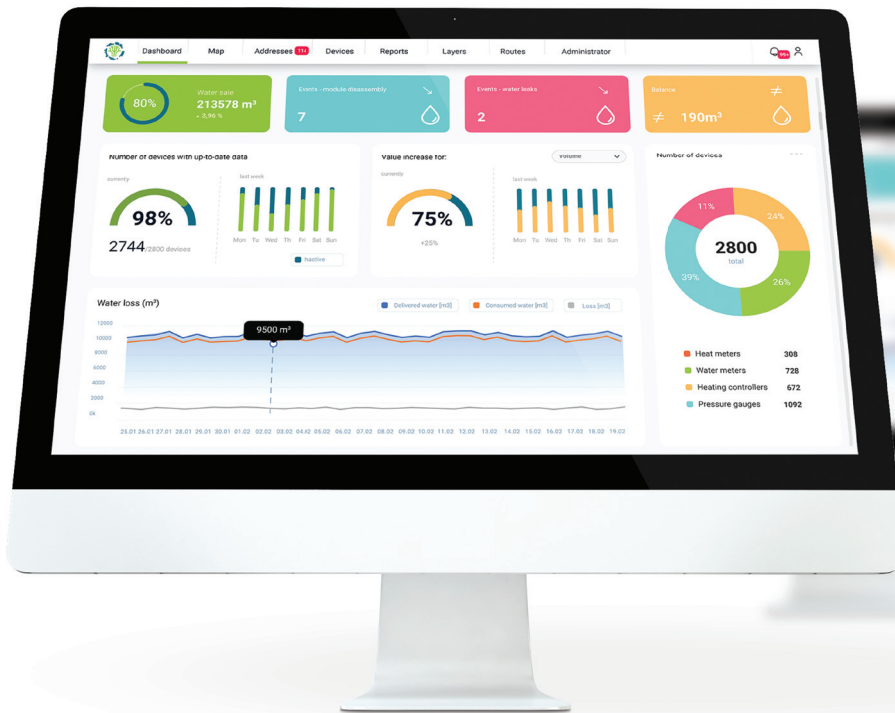 Dashboard Map Addresses Devices Reports Layers Routes Administrator
99+
80%
Water sale
213578 m³
Events - module disassembly
7
Events - water leaks
2
Balance
≠
≠ 190m³
Number of devices with up-to-date data
currently
last week
98%
2744/2800 devices
Mon Tu Wed Th Fri Sat Sun
Inactive
Value increase for:
Volume
currently
last week
75%
+25%
Mon Tu Wed Th Fri Sat Sun
Number of devices
11%
24%
39%
26%
2800
total
Heat meters 308
Water meters 728
Heating controllers 672
Pressure gauges 1092
Water loss (m³)
Delivered water [m3] Consumed water [m3] Loss [m3]
9500 m³
12000
10000
8000
6000
4000
2000
0k
25.01 26.01 27.01 28.01 29.01 30.01 01.02 02.02 03.02 04.02 05.02 06.02 07.02 08.02 09.02 10.02 11.02 12.02 13.02 14.02 15.02 16.02 17.02 18.02 19.02